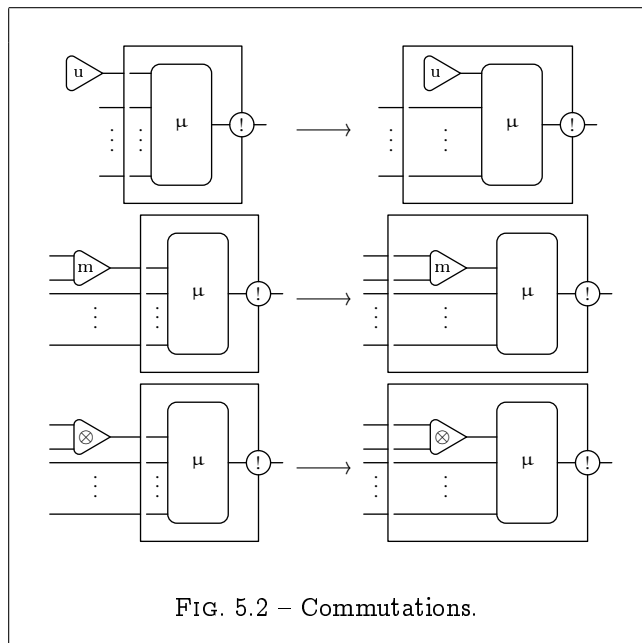 u μ ! u μ !
m μ ! m μ !
⊗ μ ! ⊗ μ !
FIG. 5.2 – Commutations.